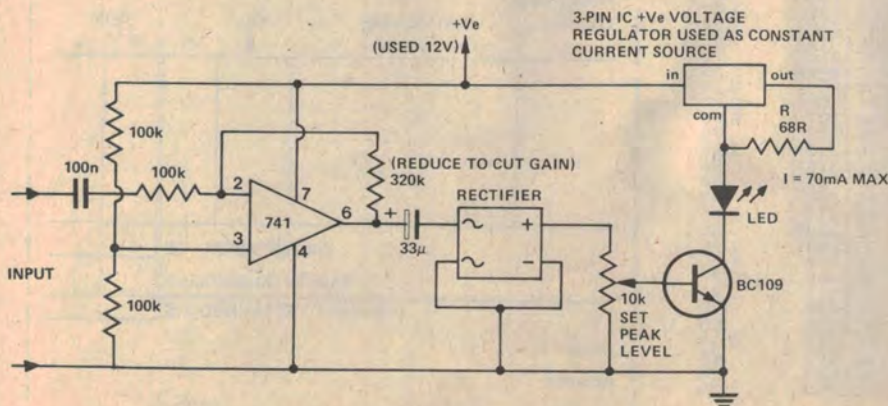 +Ve
(USED 12V)
3-PIN IC +Ve VOLTAGE
REGULATOR USED AS CONSTANT
CURRENT SOURCE
in
out
com
R
68R
I = 70mA MAX
LED
BC109
100k
100n
100k
2
7
741
6
3
4
(REDUCE TO CUT GAIN)
320k
+
33μ
RECTIFIER
+
−
10k
SET
PEAK
LEVEL
INPUT
100k